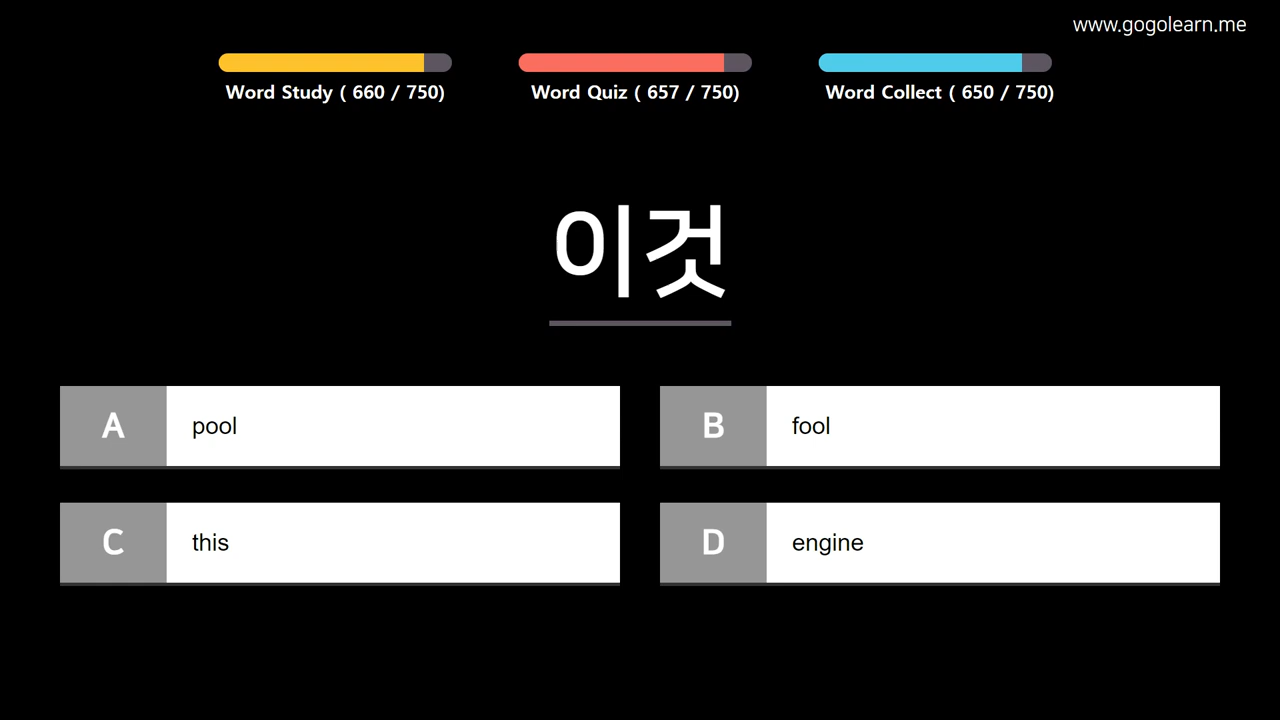 www.gogolearn.me
Word Study ( 660 / 750)
Word Quiz ( 657 / 750)
Word Collect ( 650 / 750)
이것
A pool
B fool
C this
D engine